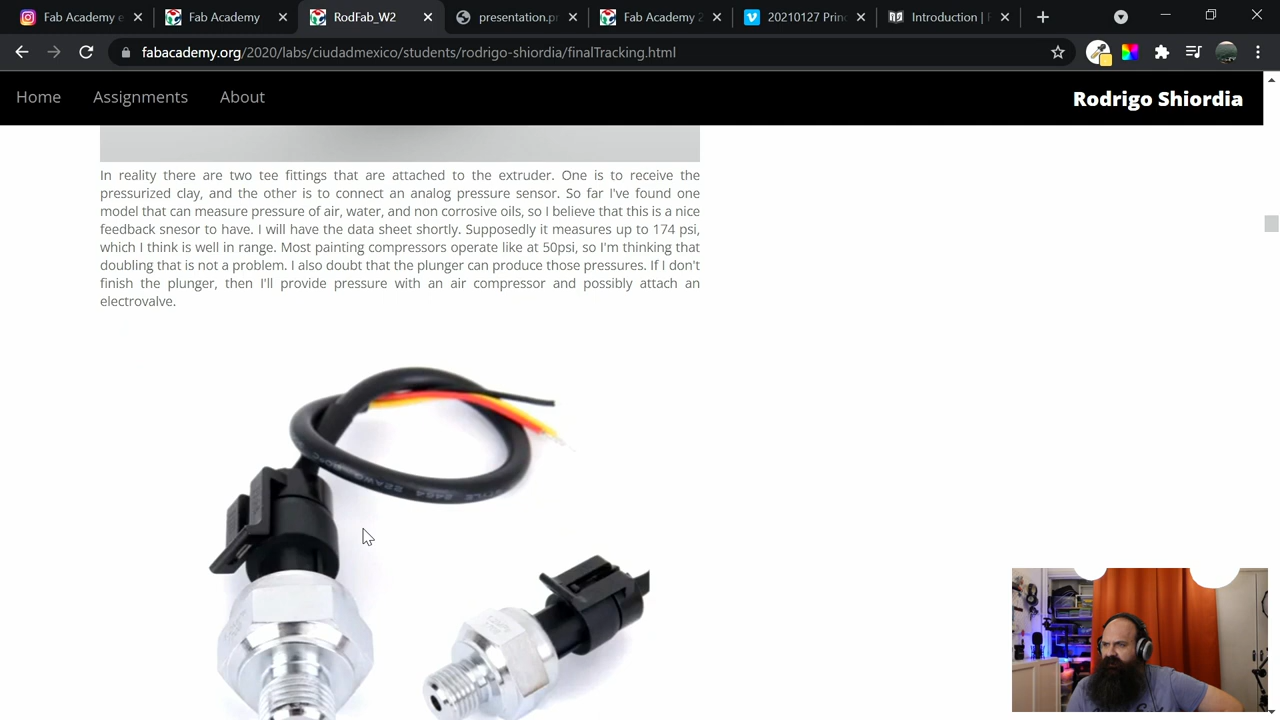 Fab Academy e
Fab Academy
RodFab_W2
presentation.p
Fab Academy 2
20210127 Princ
Introduction |
fabacademy.org/2020/labs/ciudadmexico/students/rodrigo-shiordia/finalTracking.html
Home
Assignments
About
Rodrigo Shiordia
In reality there are two tee fittings that are attached to the extruder. One is to receive the
pressurized clay, and the other is to connect an analog pressure sensor. So far I've found one
model that can measure pressure of air, water, and non corrosive oils, so I believe that this is a nice
feedback snesor to have. I will have the data sheet shortly. Supposedly it measures up to 174 psi,
which I think is well in range. Most painting compressors operate like at 50psi, so I'm thinking that
doubling that is not a problem. I also doubt that the plunger can produce those pressures. If I don't
finish the plunger, then I'll provide pressure with an air compressor and possibly attach an
electrovalve.
22AWG
2464
STYLE